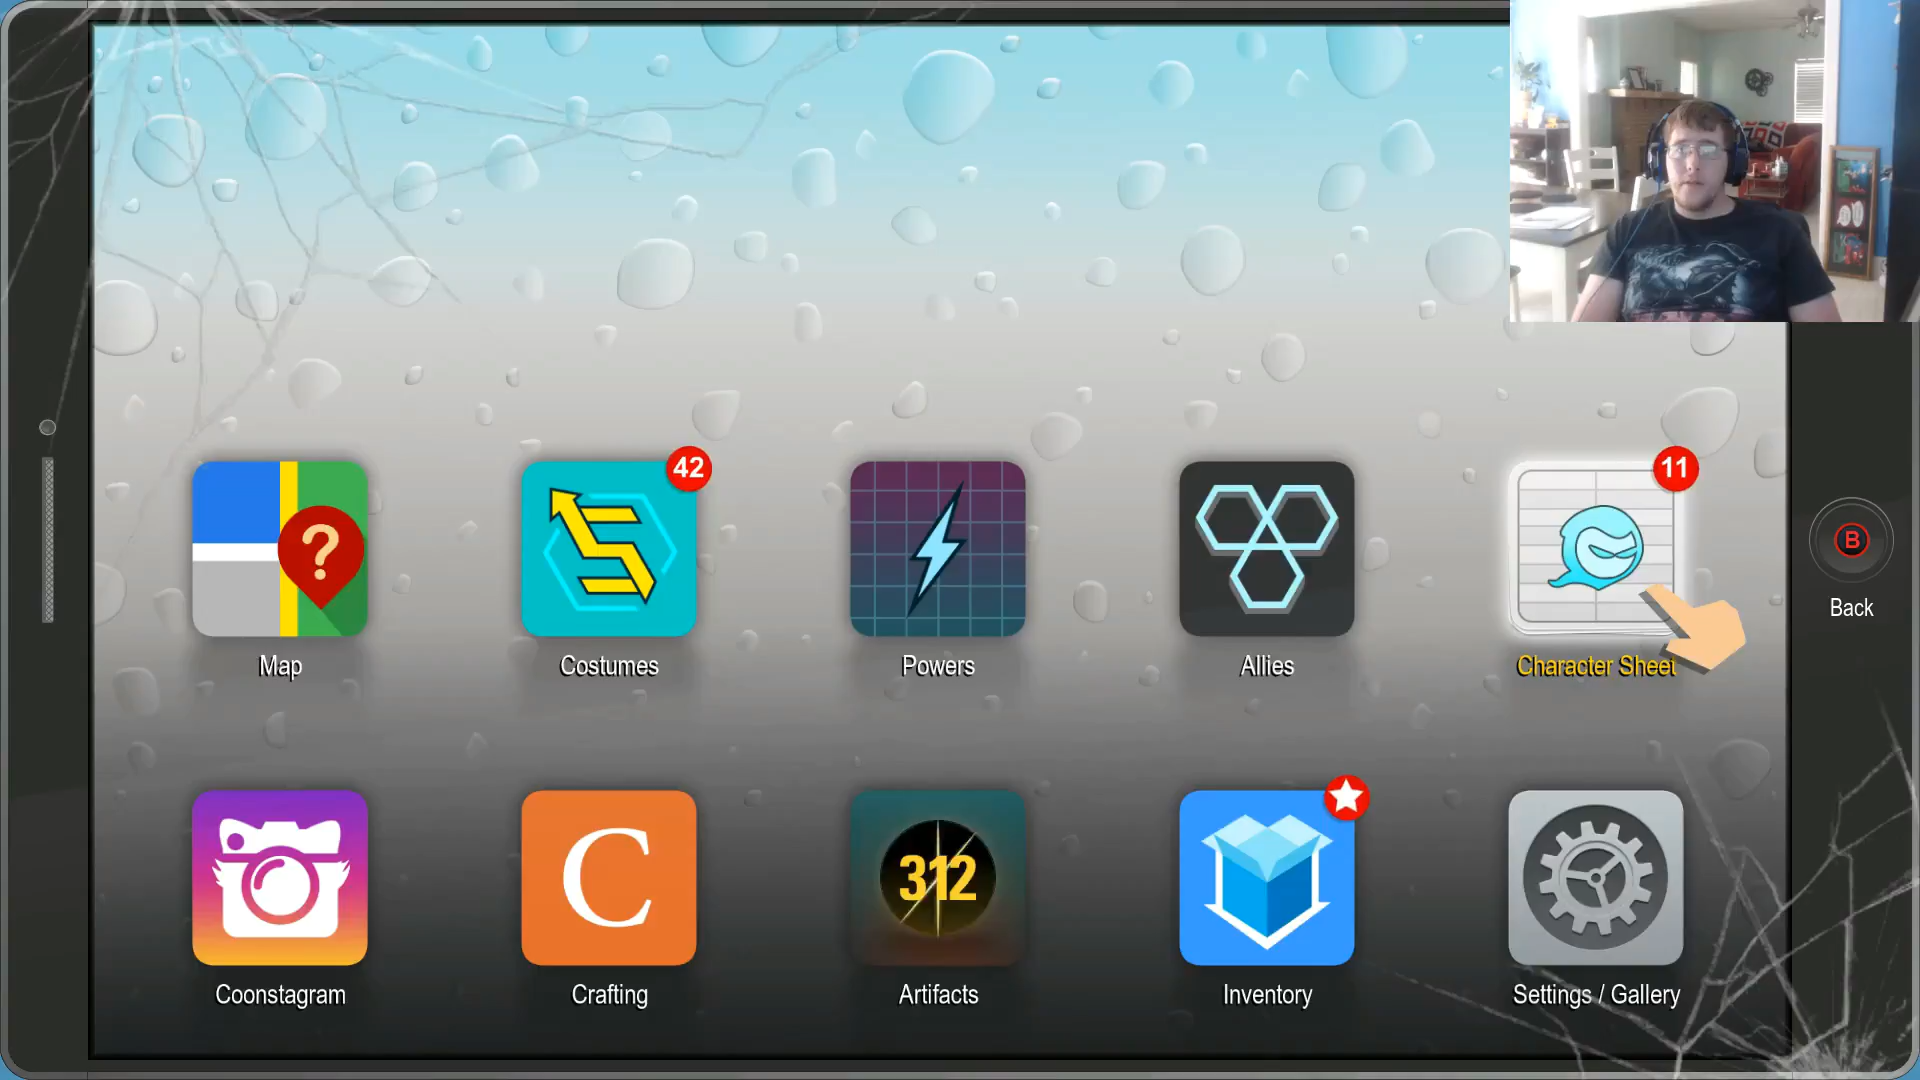 42
11
?
Map
Costumes
Powers
Allies
Character Sheet
B
Back
C
312
Coonstagram
Crafting
Artifacts
Inventory
Settings / Gallery